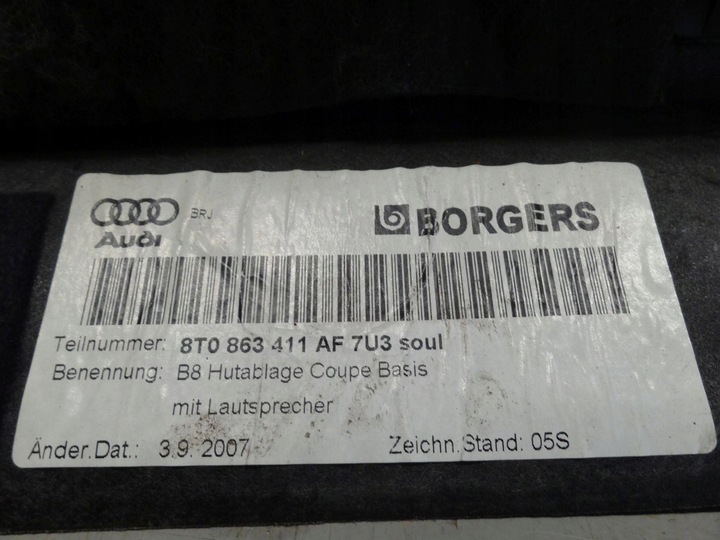 BRJ
Audi
BORGERS
Teilnummer: 8T0 863 411 AF 7U3 soul
Benennung: B8 Hutablage Coupe Basis
mit Lautsprecher
Änder.Dat.: 3.9. 2007 Zeichn.Stand: 05S